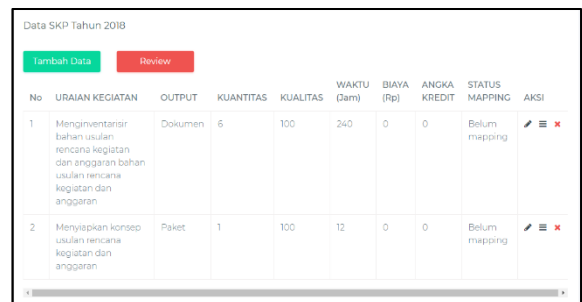 Data SKP Tahun 2018
Tambah Data Review
No URAIAN KEGIATAN OUTPUT KUANTITAS KUALITAS WAKTU (Jam) BIAYA (Rp) ANGKA KREDIT STATUS MAPPING AKSI
1 Menginventarisir Dokumen 6 100 240 0 0 Belum
bahan usulan mapping
rencana kegiatan
dan anggaran bahan
usulan rencana
kegiatan dan
anggaran
2 Menyiapkan konsep Paket 1 100 12 0 0 Belum
usulan rencana mapping
kegiatan dan
anggaran